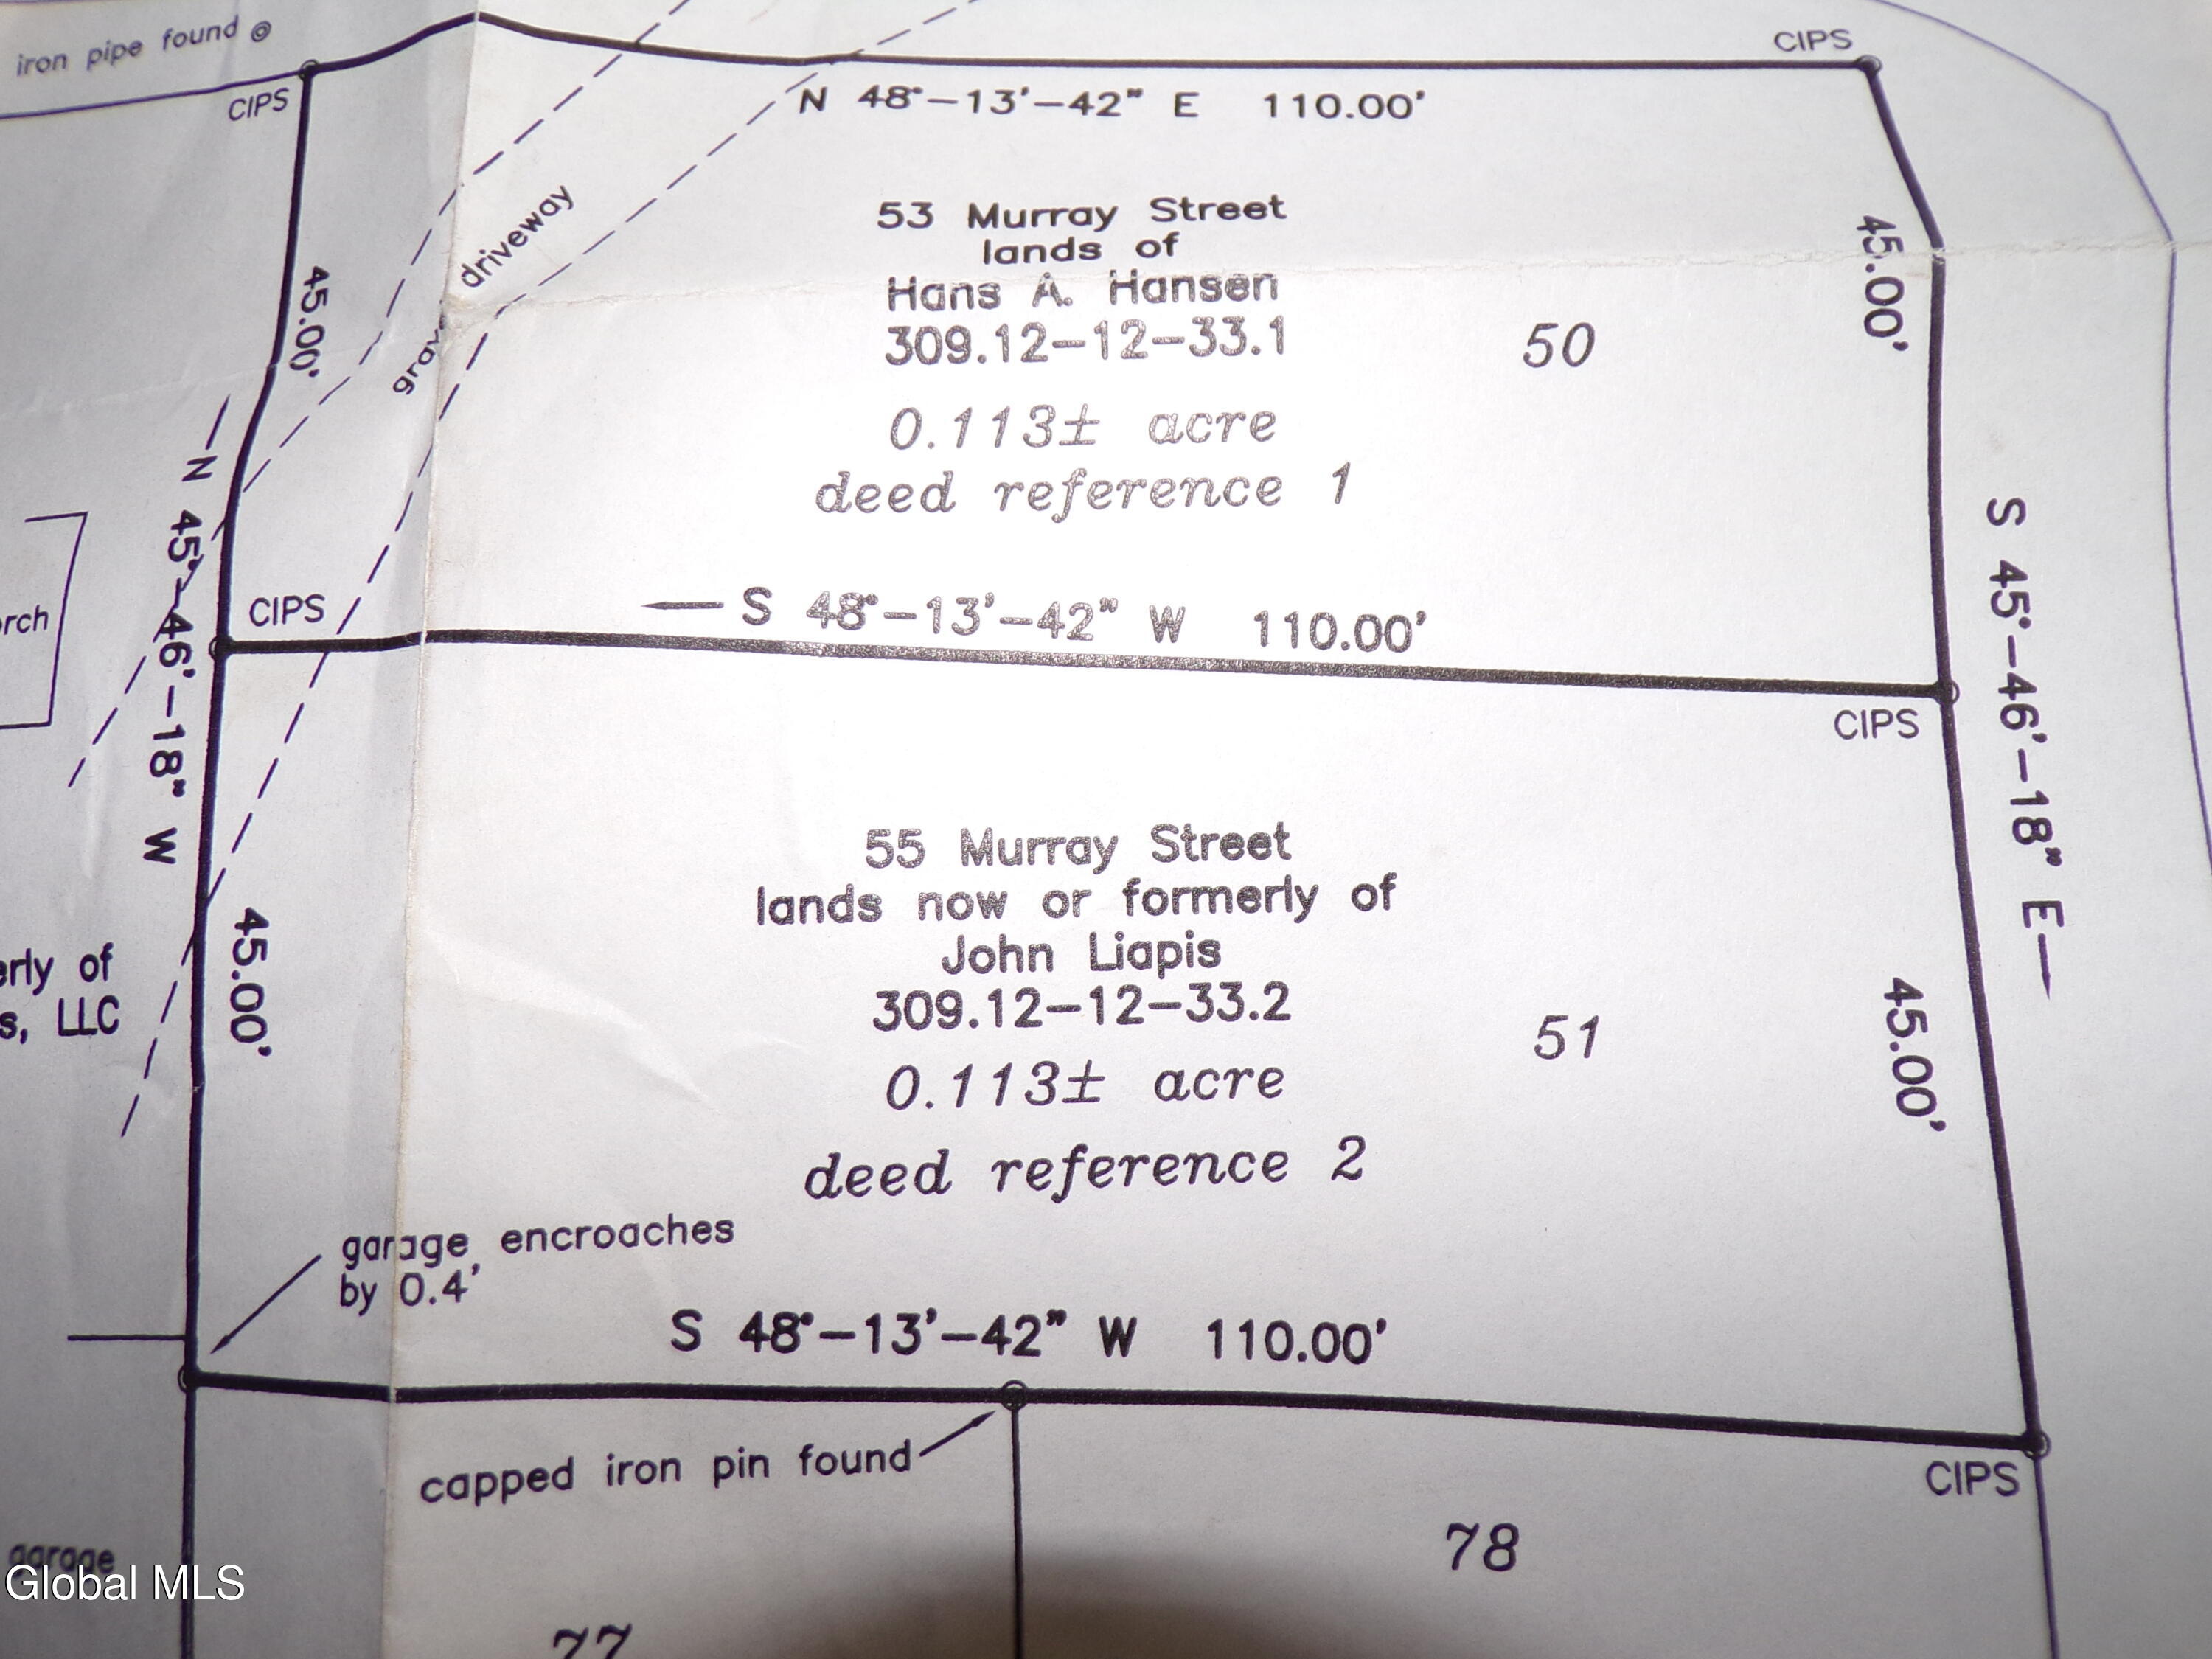 iron pipe found
CIPS
CIPS
N 48°-13'-42" E 110.00'
45.00'
45.00'
driveway
53 Murray Street
lands of
Hans A. Hansen
309.12-12-33.1
50
0.113± acre
deed reference 1
N 45°-46'-18" W
S 45°-46'-18" E
CIPS
S 48°-13'-42" W 110.00'
CIPS
55 Murray Street
lands now or formerly of
John Liapis
309.12-12-33.2
51
0.113± acre
deed reference 2
45.00'
45.00'
of
LLC
garage encroaches
by 0.4'
S 48°-13'-42" W 110.00'
capped iron pin found
CIPS
78
garage
Global MLS
77